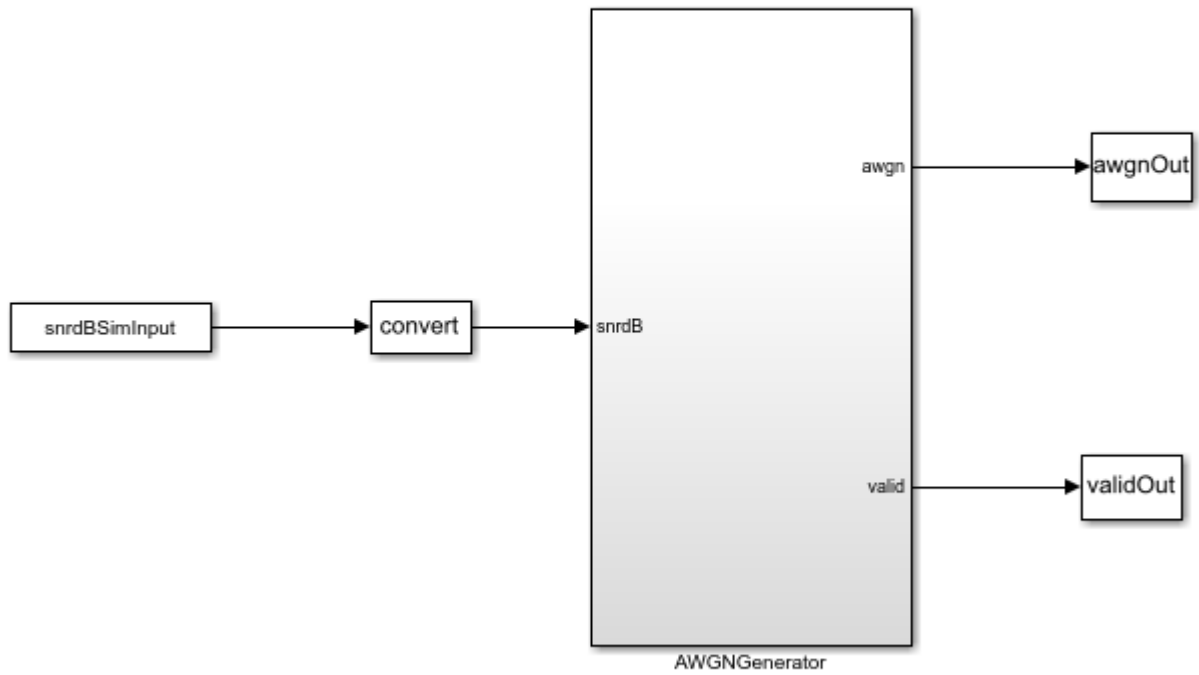 awgn
awgnOut
snrdBSimInput
convert
snrdB
valid
validOut
AWGNGenerator